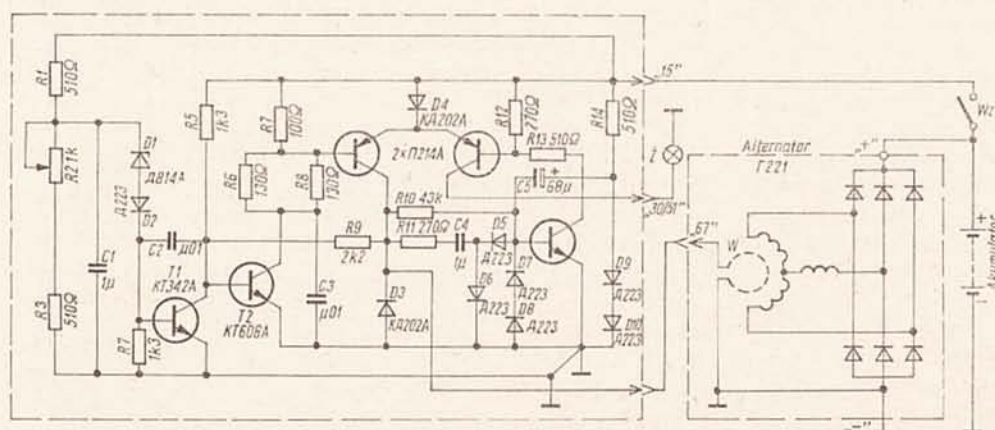 R1 510Ω
R2 1k
R3 510Ω
C1 1μ
D1
Д814А
Д223
D2
C2 μ01
T1
KT342A
R7 1k3
R5 1k3
T2
KT606A
R7 100Ω
R6 130Ω
R8 130Ω
R9
2k2
C3
μ01
D4
КД202А
2×П214А
R10 43k
R11 270Ω
D3
КД202А
C4
1μ
D5
Д223
D6
Д223
D7
Д223
D8
Д223
R12 270Ω
R13 510Ω
C5 + 68μ
R14 510Ω
D9
Д223
D10
Д223
„15”
Ż
„30/51”
„67”
Alternator
Г221
„+”
W
„−”
Wz
+
−
Akumulator